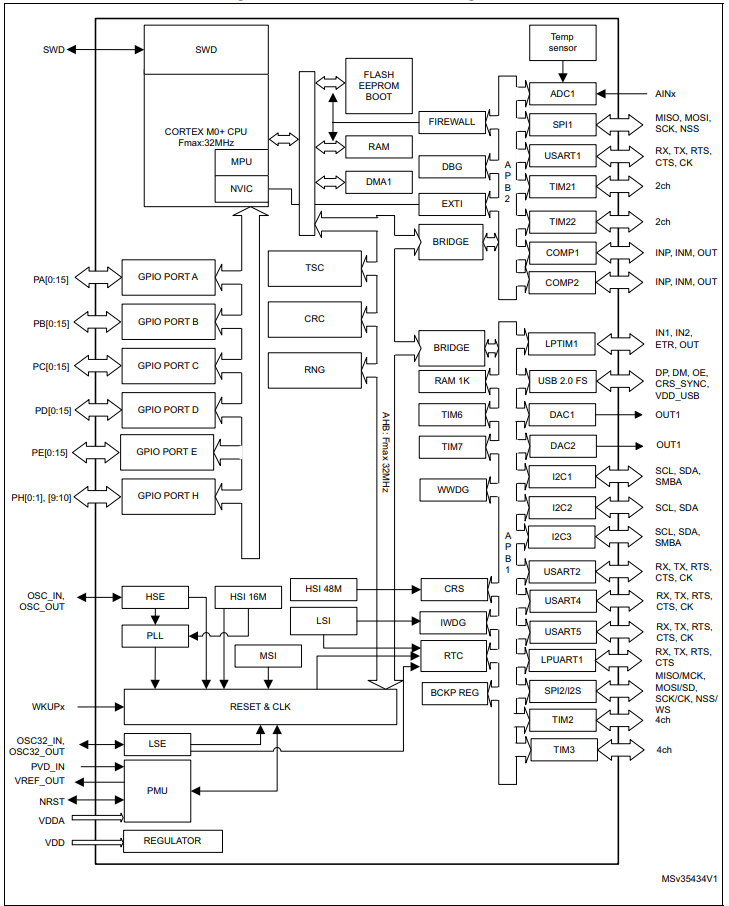 SWD
SWD
CORTEX M0+ CPU
Fmax:32MHz
MPU
NVIC
FLASH
EEPROM
BOOT
RAM
DMA1
FIREWALL
DBG
EXTI
BRIDGE
A
P
B
2
Temp
sensor
ADC1
AINx
SPI1
MISO, MOSI,
SCK, NSS
USART1
RX, TX, RTS,
CTS, CK
TIM21
2ch
TIM22
2ch
COMP1
INP, INM, OUT
COMP2
INP, INM, OUT
PA[0:15]
GPIO PORT A
PB[0:15]
GPIO PORT B
PC[0:15]
GPIO PORT C
PD[0:15]
GPIO PORT D
PE[0:15]
GPIO PORT E
PH[0:1], [9:10]
GPIO PORT H
TSC
CRC
RNG
AHB: Fmax 32MHz
BRIDGE
RAM 1K
TIM6
TIM7
WWDG
A
P
B
1
LPTIM1
IN1, IN2,
ETR, OUT
USB 2.0 FS
DP, DM, OE,
CRS_SYNC,
VDD_USB
DAC1
OUT1
DAC2
OUT1
I2C1
SCL, SDA,
SMBA
I2C2
SCL, SDA
I2C3
SCL, SDA,
SMBA
USART2
RX, TX, RTS,
CTS, CK
USART4
RX, TX, RTS,
CTS, CK
USART5
RX, TX, RTS,
CTS, CK
LPUART1
RX, TX, RTS,
CTS
SPI2/I2S
MISO/MCK,
MOSI/SD,
SCK/CK, NSS/
WS
TIM2
4ch
TIM3
4ch
OSC_IN,
OSC_OUT
HSE
HSI 16M
HSI 48M
CRS
PLL
LSI
IWDG
MSI
RTC
WKUPx
RESET & CLK
BCKP REG
OSC32_IN,
OSC32_OUT
LSE
PVD_IN
VREF_OUT
NRST
VDDA
PMU
VDD
REGULATOR
MSv35434V1